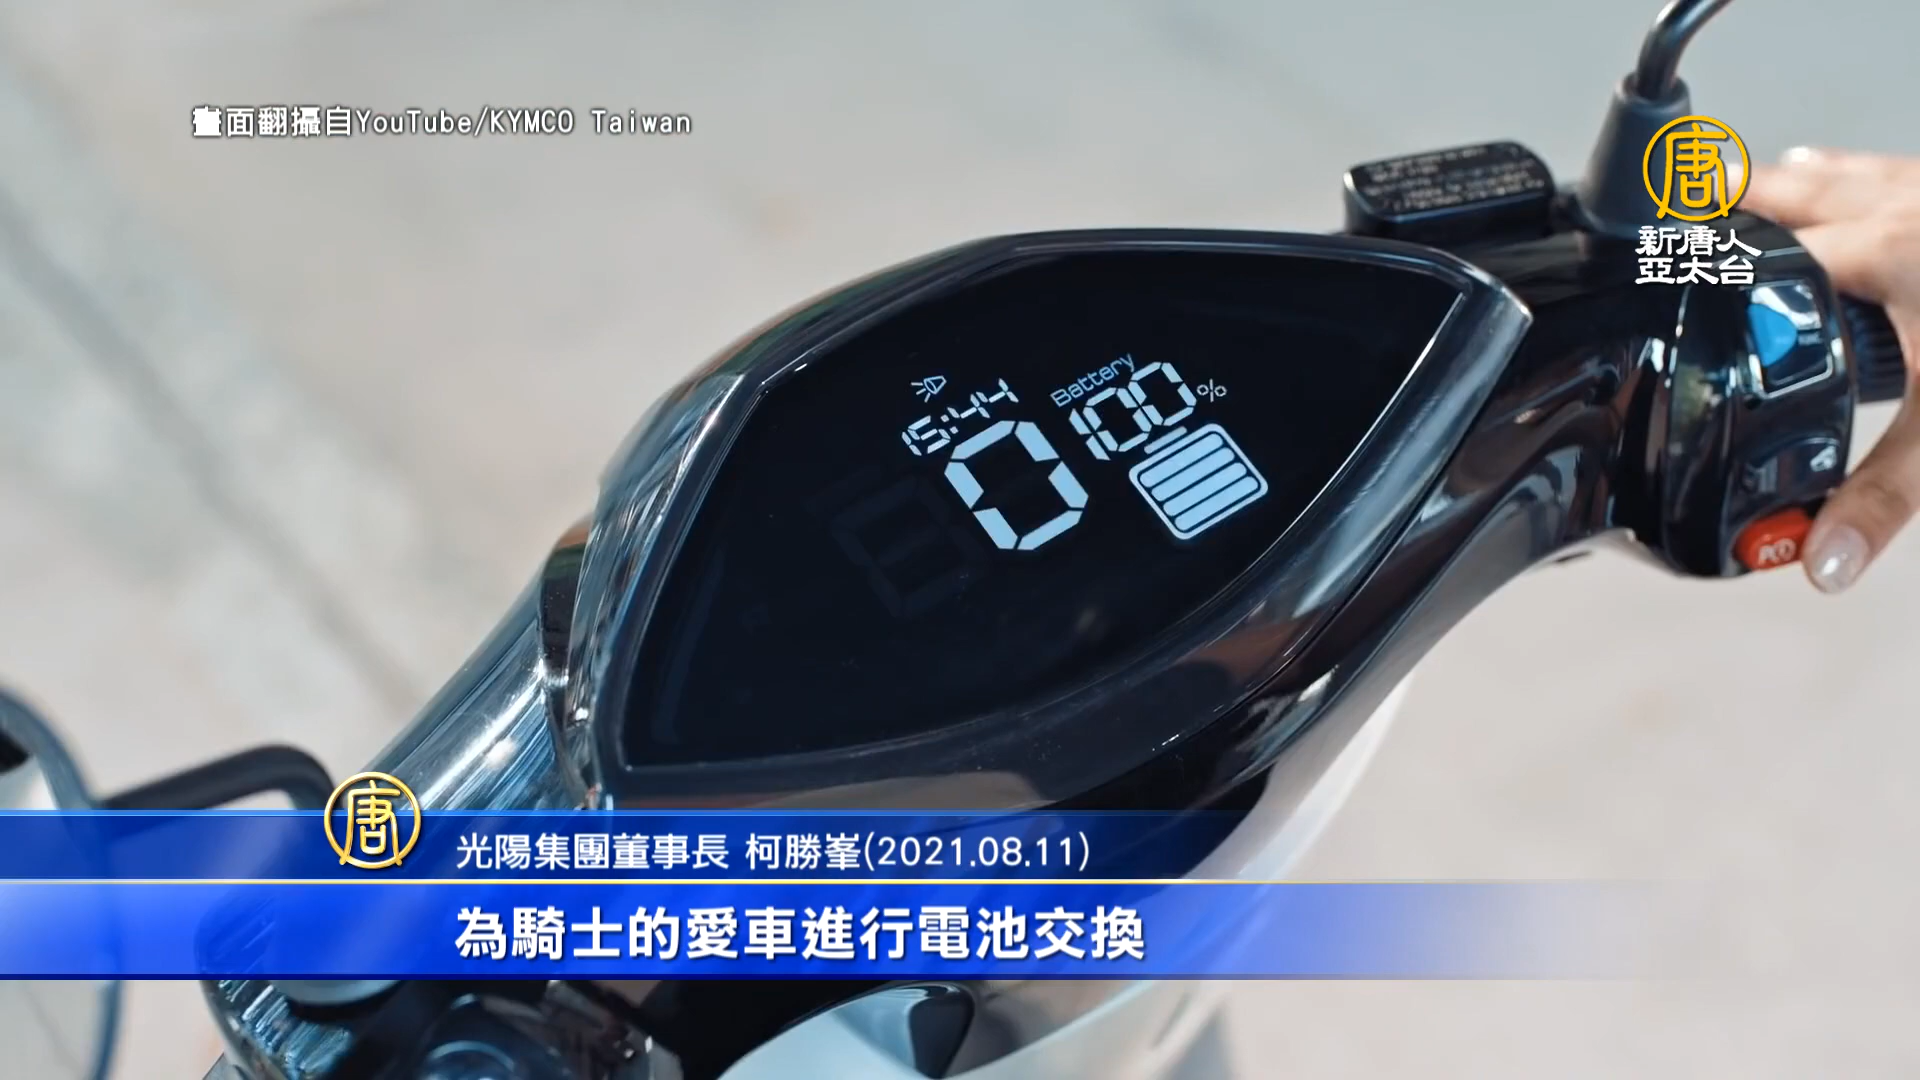 畫面翻攝自YouTube/KYMCO Taiwan
唐
新唐人
亞太台
15:44
Battery
100%
0
唐
光陽集團董事長 柯勝峯(2021.08.11)
為騎士的愛車進行電池交換